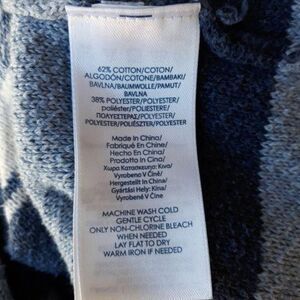 62% COTTON/COTON/
ALGODÓN/COTONE/BAMBAKI/
BAVLNA/BAUMWOLLE/PAMUT/
BAVLNA
38% POLYESTER/POLYESTER/
poliéster/POLIESTERE/
ΠΟΛΥΕΣΤΕΡΑΣ/POLYESTER/
POLYESTER/POLIÉSZTER/POLYESTER
Made In China/
Fabriqué En Chine/
Hecho En China/
Prodotto in Cina/
Χωρα Κατασκευης: Κινα/
Vyrobeno V Číně/
Hergestellt in China/
Gyártási Hely: Kína/
Vyrobené V Číne
MACHINE WASH COLD
GENTLE CYCLE
ONLY NON-CHLORINE BLEACH
WHEN NEEDED
LAY FLAT TO DRY
WARM IRON IF NEEDED